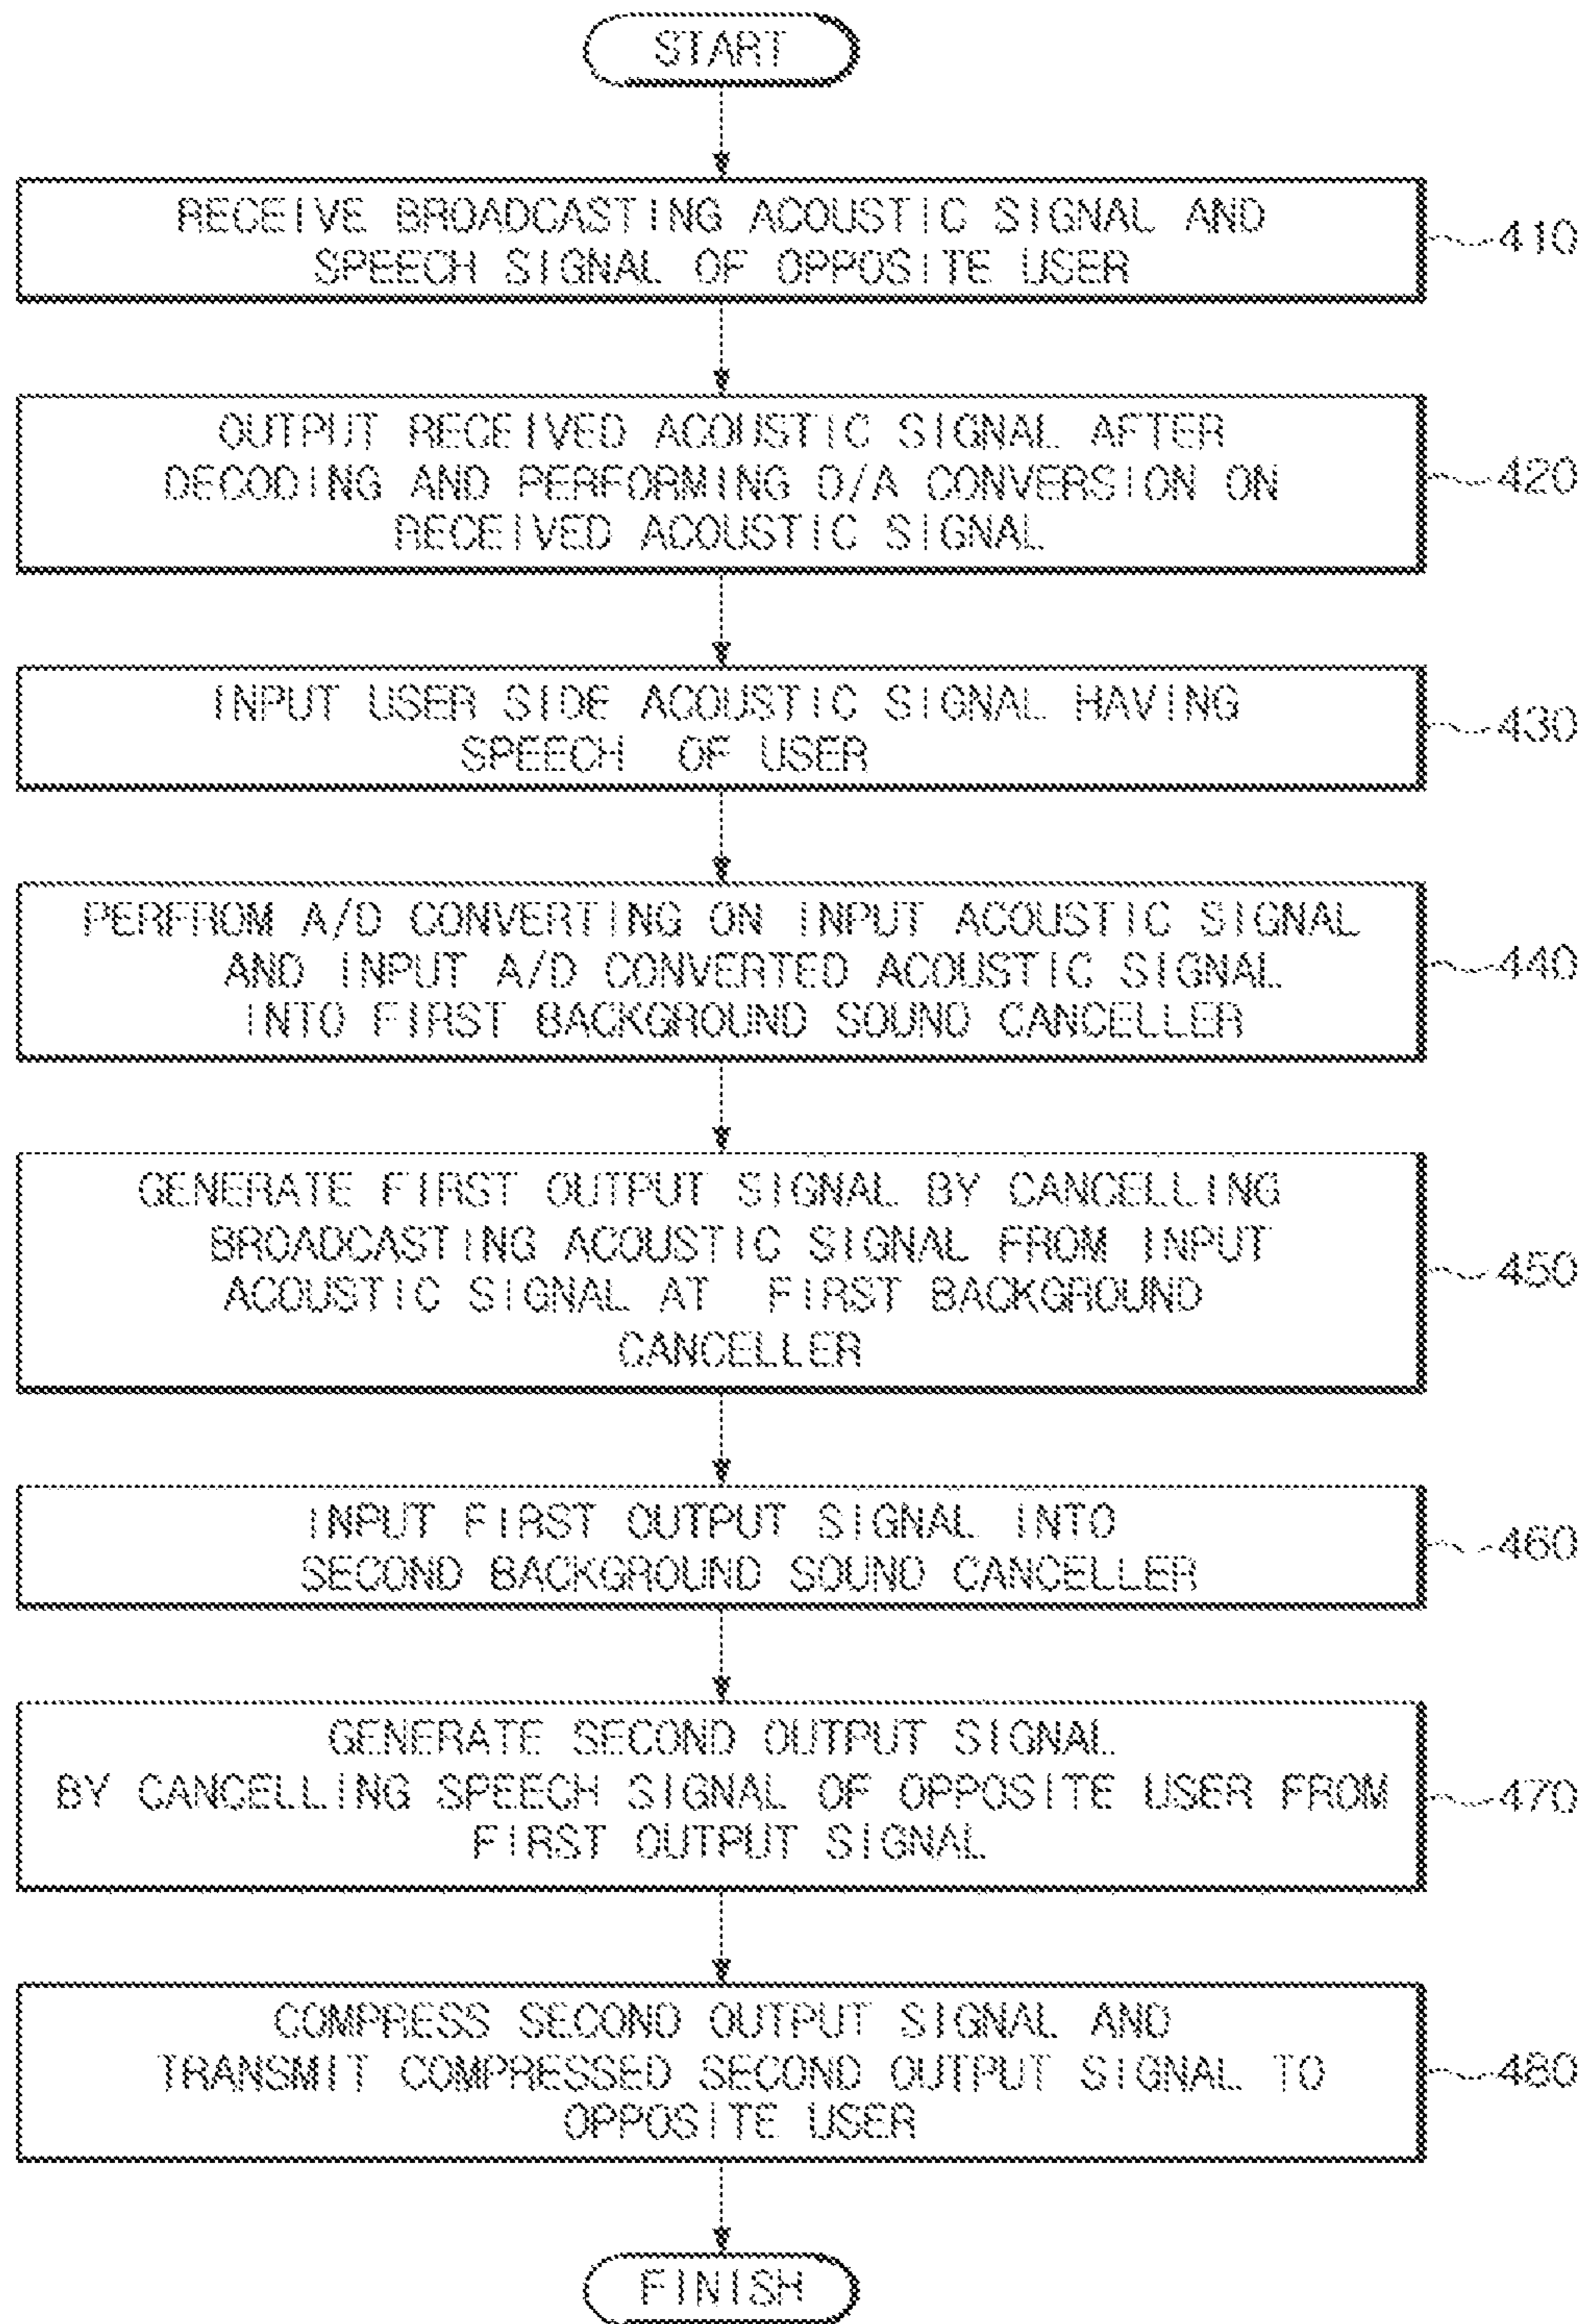 START
RECEIVE BROADCASTING ACOUSTIC SIGNAL AND
SPEECH SIGNAL OF OPPOSITE USER
410
OUTPUT RECEIVED ACOUSTIC SIGNAL AFTER
DECODING AND PERFORMING D/A CONVERSION ON
RECEIVED ACOUSTIC SIGNAL
420
INPUT USER SIDE ACOUSTIC SIGNAL HAVING
SPEECH OF USER
430
PERFROM A/D CONVERTING ON INPUT ACOUSTIC SIGNAL
AND INPUT A/D CONVERTED ACOUSTIC SIGNAL
INTO FIRST BACKGROUND SOUND CANCELLER
440
GENERATE FIRST OUTPUT SIGNAL BY CANCELLING
BROADCASTING ACOUSTIC SIGNAL FROM INPUT
ACOUSTIC SIGNAL AT FIRST BACKGROUND
CANCELLER
450
INPUT FIRST OUTPUT SIGNAL INTO
SECOND BACKGROUND SOUND CANCELLER
460
GENERATE SECOND OUTPUT SIGNAL
BY CANCELLING SPEECH SIGNAL OF OPPOSITE USER FROM
FIRST OUTPUT SIGNAL
470
COMPRESS SECOND OUTPUT SIGNAL AND
TRANSMIT COMPRESSED SECOND OUTPUT SIGNAL TO
OPPOSITE USER
480
FINISH